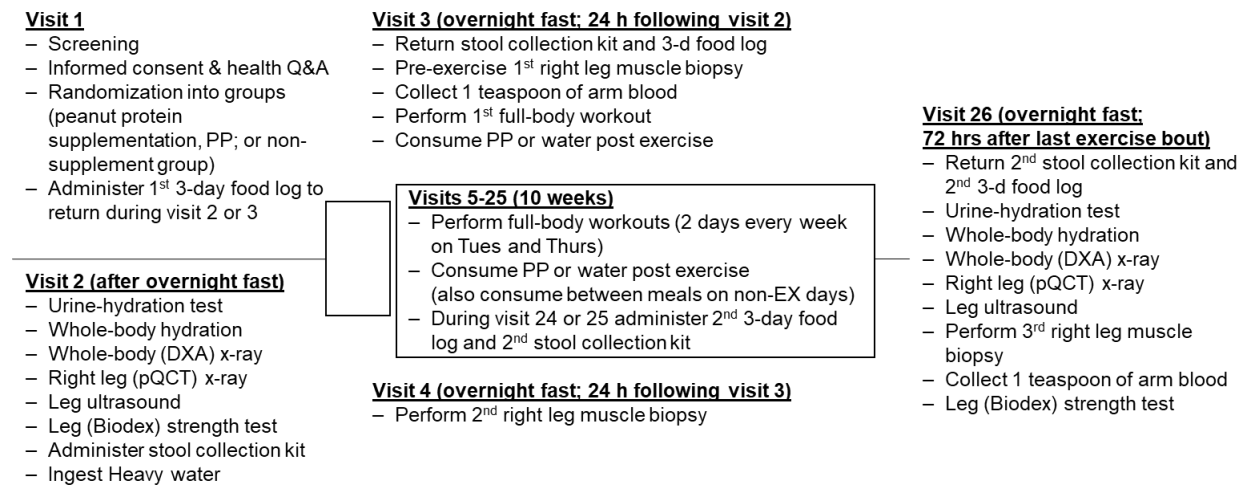 Visit 1
– Screening
– Informed consent & health Q&A
– Randomization into groups
(peanut protein
supplementation, PP; or non-
supplement group)
– Administer 1st 3-day food log to
return during visit 2 or 3
Visit 2 (after overnight fast)
– Urine-hydration test
– Whole-body hydration
– Whole-body (DXA) x-ray
– Right leg (pQCT) x-ray
– Leg ultrasound
– Leg (Biodex) strength test
– Administer stool collection kit
– Ingest Heavy water
Visit 3 (overnight fast; 24 h following visit 2)
– Return stool collection kit and 3-d food log
– Pre-exercise 1st right leg muscle biopsy
– Collect 1 teaspoon of arm blood
– Perform 1st full-body workout
– Consume PP or water post exercise
Visits 5-25 (10 weeks)
– Perform full-body workouts (2 days every week
on Tues and Thurs)
– Consume PP or water post exercise
(also consume between meals on non-EX days)
– During visit 24 or 25 administer 2nd 3-day food
log and 2nd stool collection kit
Visit 4 (overnight fast; 24 h following visit 3)
– Perform 2nd right leg muscle biopsy
Visit 26 (overnight fast;
72 hrs after last exercise bout)
– Return 2nd stool collection kit and
2nd 3-d food log
– Urine-hydration test
– Whole-body hydration
– Whole-body (DXA) x-ray
– Right leg (pQCT) x-ray
– Leg ultrasound
– Perform 3rd right leg muscle
biopsy
– Collect 1 teaspoon of arm blood
– Leg (Biodex) strength test